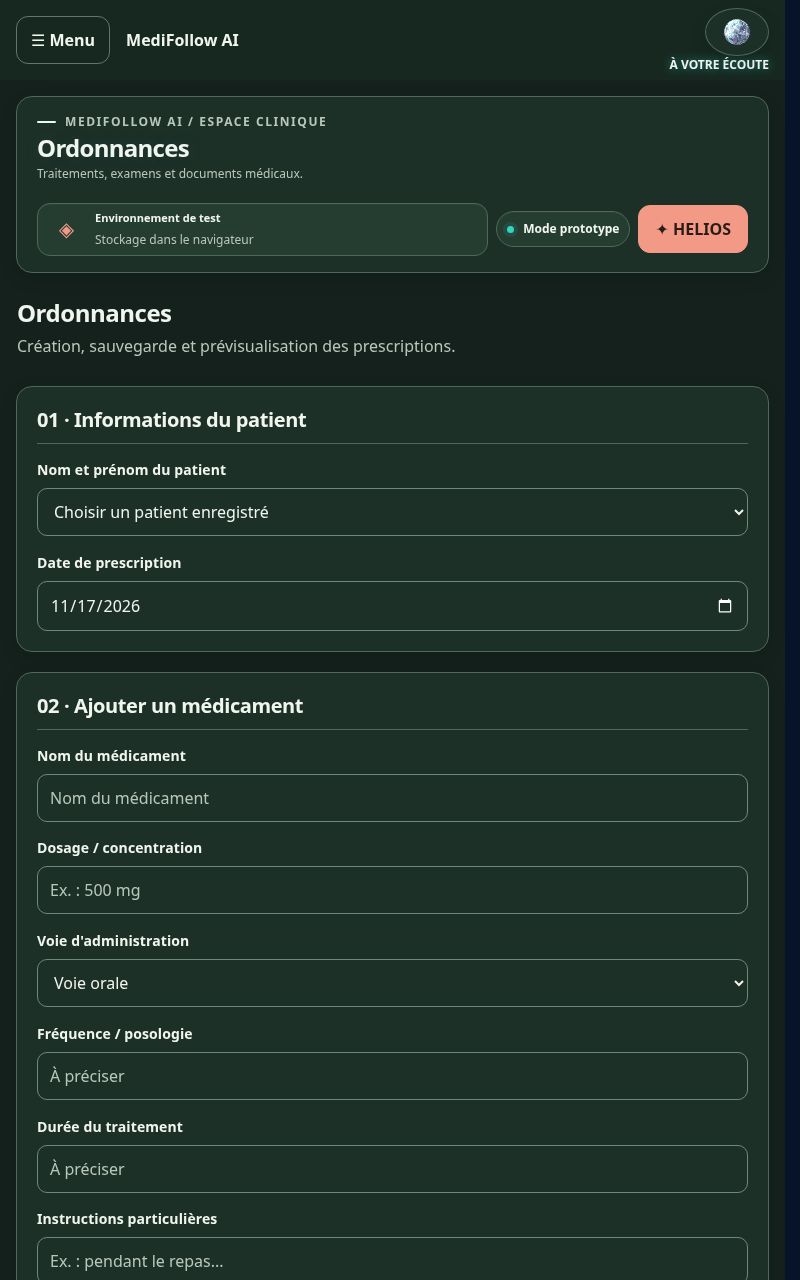 ☰ Menu
MediFollow AI
À VOTRE ÉCOUTE
MEDIFOLLOW AI / ESPACE CLINIQUE
Ordonnances
Traitements, examens et documents médicaux.
Environnement de test
Stockage dans le navigateur
Mode prototype
✦ HELIOS
Ordonnances
Création, sauvegarde et prévisualisation des prescriptions.
01 · Informations du patient
Nom et prénom du patient
Choisir un patient enregistré
Date de prescription
11/17/2026
02 · Ajouter un médicament
Nom du médicament
Nom du médicament
Dosage / concentration
Ex. : 500 mg
Voie d'administration
Voie orale
Fréquence / posologie
À préciser
Durée du traitement
À préciser
Instructions particulières
Ex. : pendant le repas...